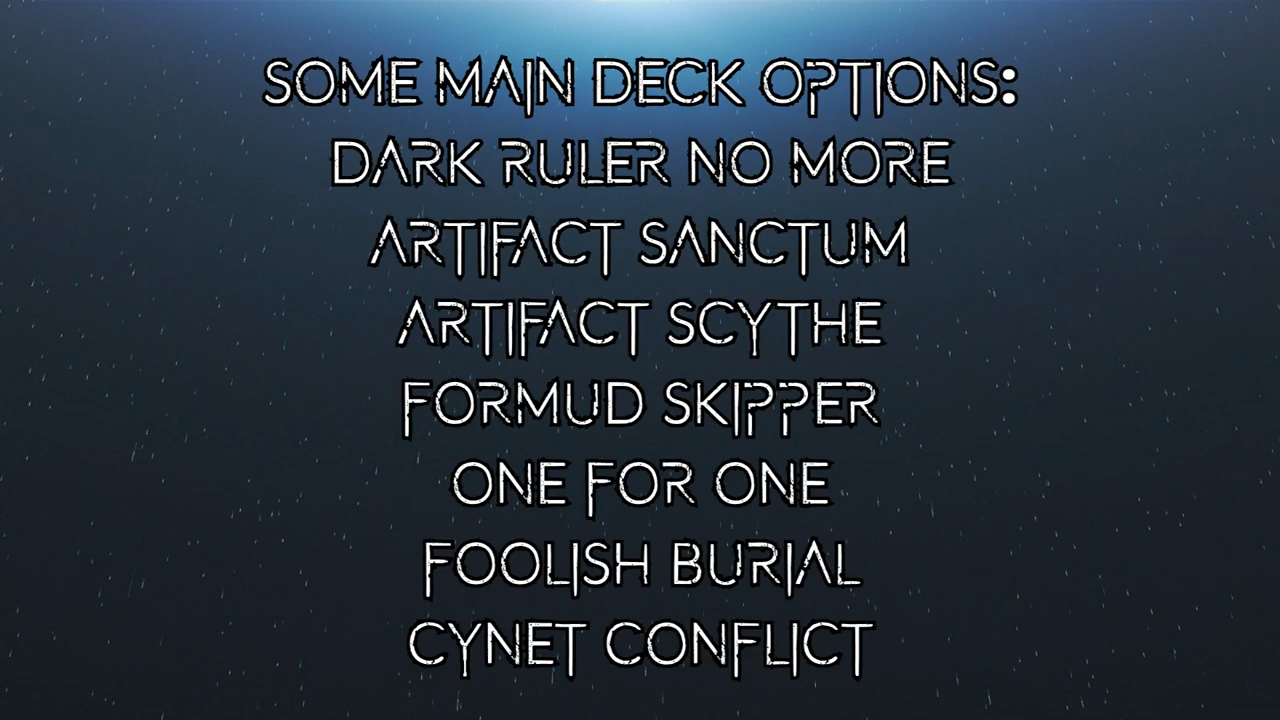 SOME MAIN DECK OPTIONS:
DARK RULER NO MORE
ARTIFACT SANCTUM
ARTIFACT SCYTHE
FORMUD SKIPPER
ONE FOR ONE
FOOLISH BURIAL
CYNET CONFLICT